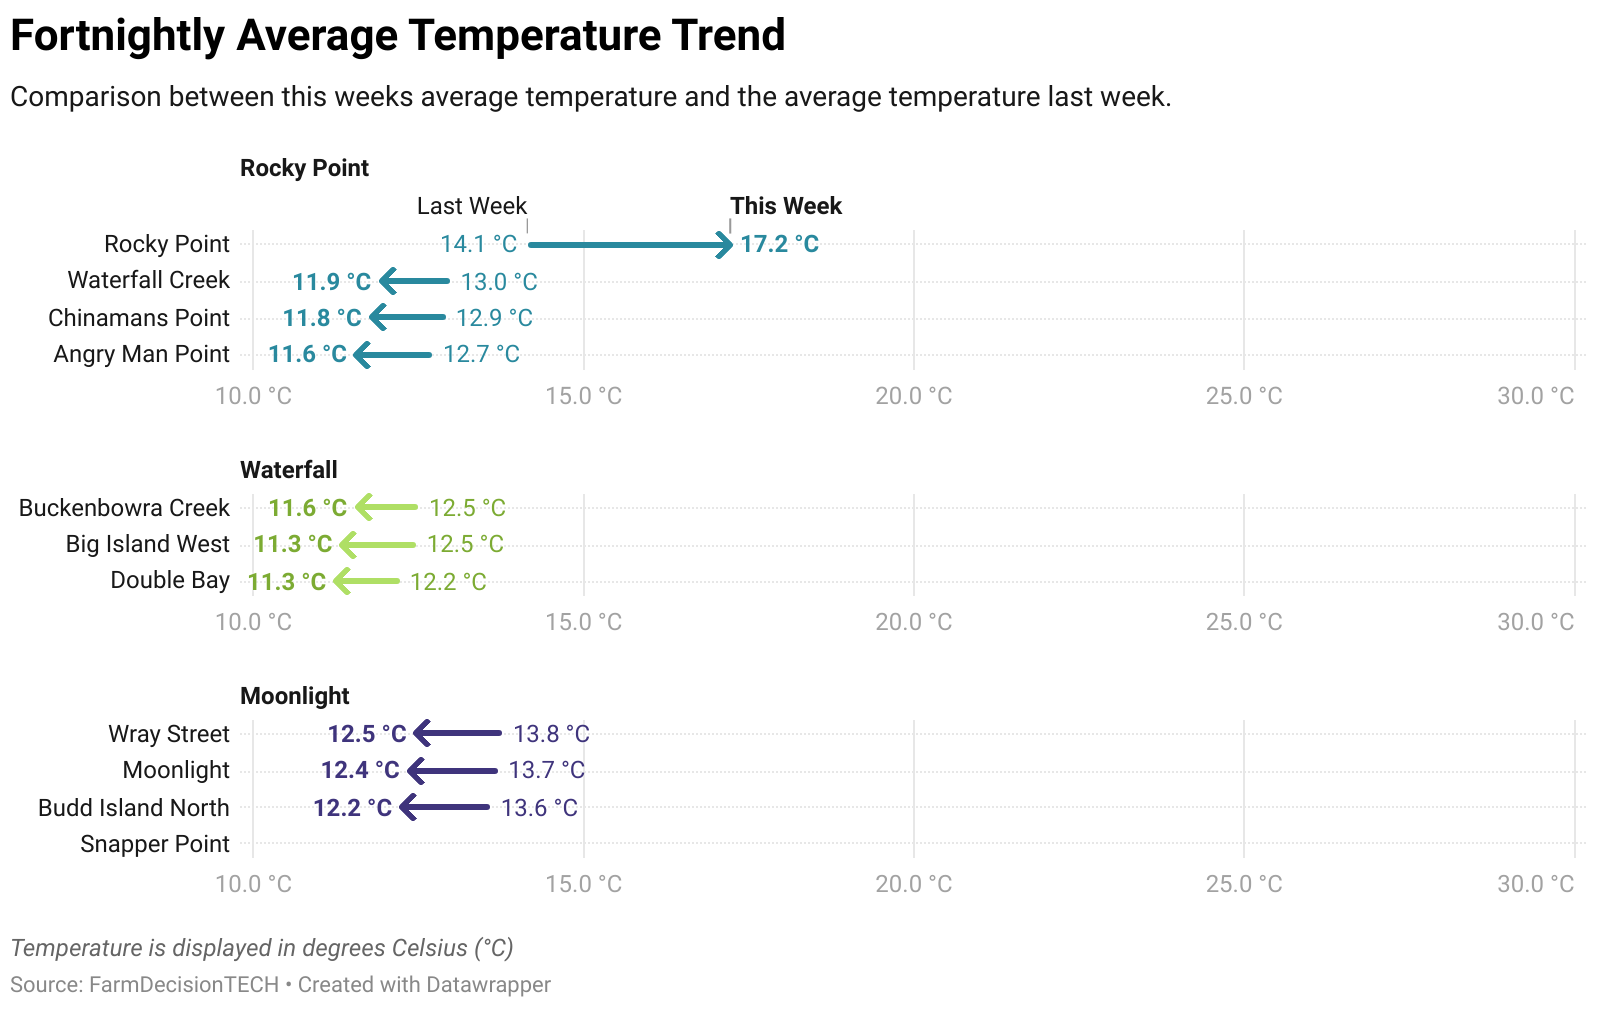 Fortnightly Average Temperature Trend
Comparison between this weeks average temperature and the average temperature last week.
Rocky Point
Last Week This Week
Rocky Point 14.1 °C 17.2 °C
Waterfall Creek 11.9 °C 13.0 °C
Chinamans Point 11.8 °C 12.9 °C
Angry Man Point 11.6 °C 12.7 °C
10.0 °C 15.0 °C 20.0 °C 25.0 °C 30.0 °C
Waterfall
Buckenbowra Creek 11.6 °C 12.5 °C
Big Island West 11.3 °C 12.5 °C
Double Bay 11.3 °C 12.2 °C
10.0 °C 15.0 °C 20.0 °C 25.0 °C 30.0 °C
Moonlight
Wray Street 12.5 °C 13.8 °C
Moonlight 12.4 °C 13.7 °C
Budd Island North 12.2 °C 13.6 °C
Snapper Point
10.0 °C 15.0 °C 20.0 °C 25.0 °C 30.0 °C
Temperature is displayed in degrees Celsius (°C)
Source: FarmDecisionTECH • Created with Datawrapper